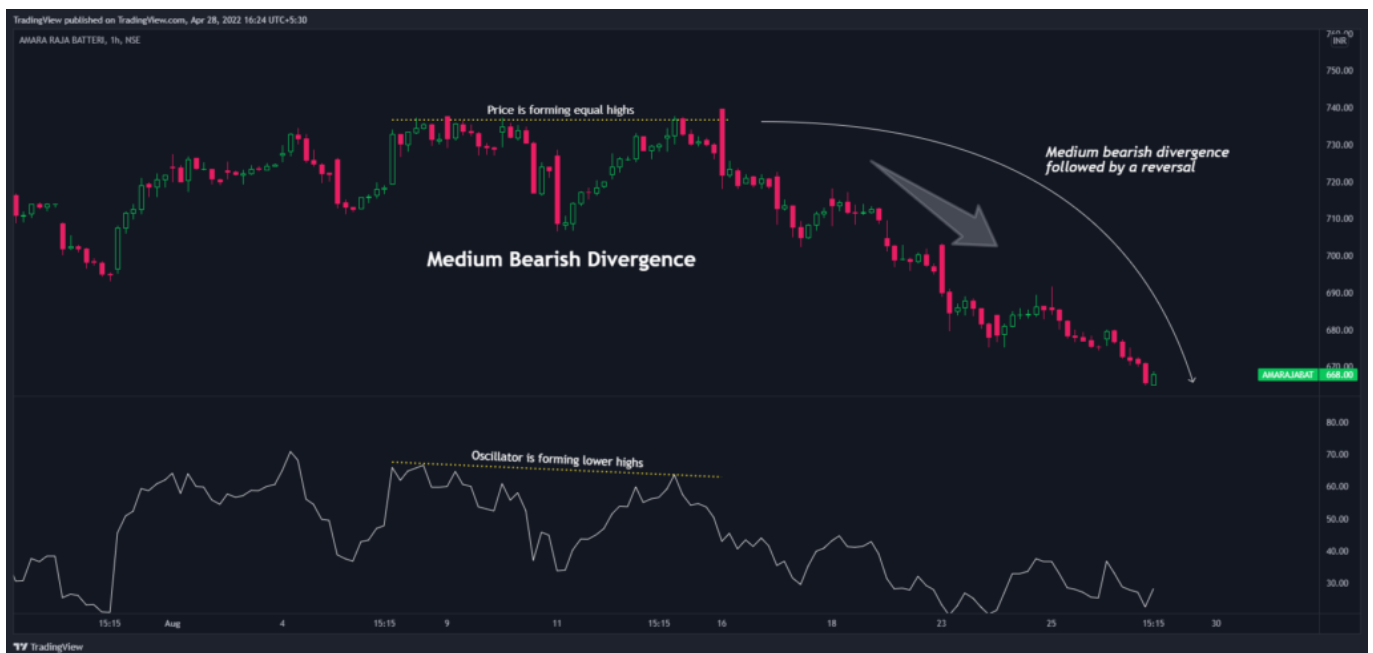 TradingView published on TradingView.com, Apr 28, 2022 16:24 UTC+5:30
AMARA RAJA BATTERI, 1h, NSE
INR
750.00
Price is forming equal highs
740.00
730.00
Medium bearish divergence
followed by a reversal
720.00
710.00
Medium Bearish Divergence
700.00
690.00
680.00
670.00
AMARAJABAT 668.00
80.00
Oscillator is forming lower highs
70.00
60.00
50.00
40.00
30.00
15:15 Aug 4 15:15 9 11 15:15 16 18 23 25 15:15 30
TradingView